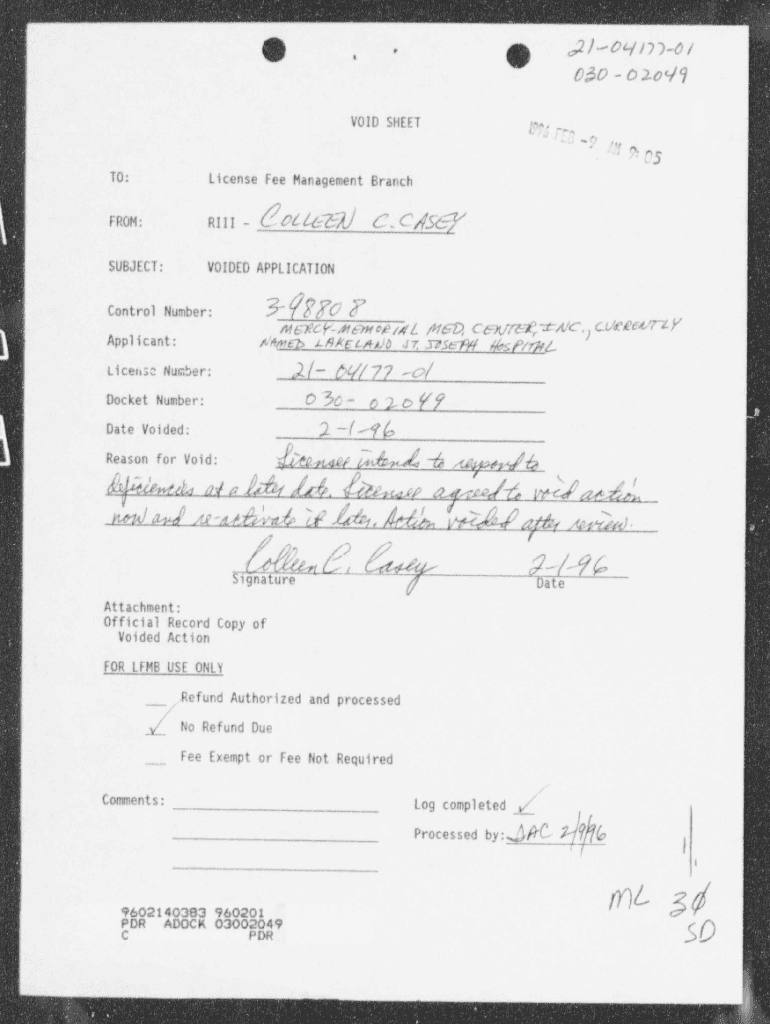 21-04177-01
030-02049
VOID SHEET
1996 FEB -9 AM 9:05
TO: License Fee Management Branch
FROM: RIII - COLLEEN C. CASEY
SUBJECT: VOIDED APPLICATION
Control Number: 3-98808
MERCY-MEMORIAL MED. CENTER, INC., CURRENTLY
Applicant: NAMED LAKELAND ST. JOSEPH HOSPITAL
License Number: 21-04177-01
Docket Number: 030-02049
Date Voided: 2-1-96
Reason for Void: Licensee intends to respond to
deficiencies at a later date. Licensee agreed to void action
now and re-activate it later. Action voided after review.
Colleen C. Casey 2-1-96
Signature Date
Attachment:
Official Record Copy of
Voided Action
FOR LFMB USE ONLY
Refund Authorized and processed
✓ No Refund Due
Fee Exempt or Fee Not Required
Comments: Log completed ✓
Processed by: SAC 2/9/96
ML 30
SD
9602140383 960201
PDR ADOCK 03002049
C PDR